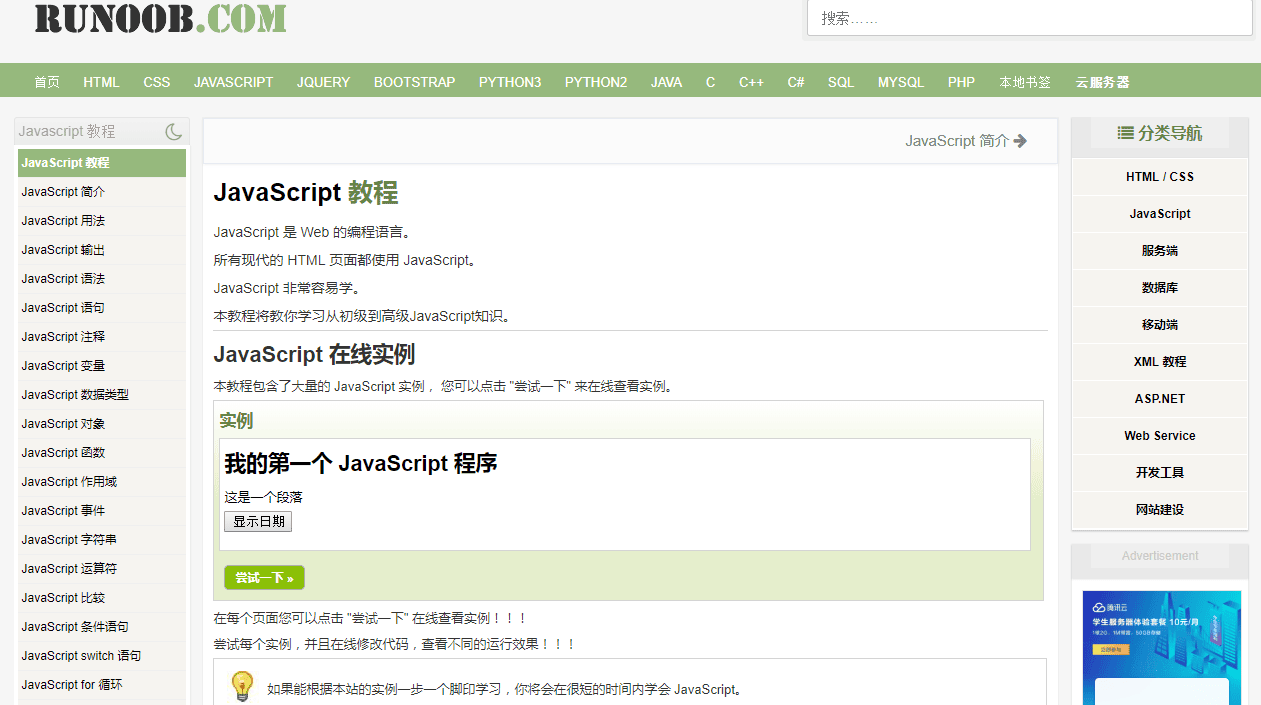 RUNOOB.COM
搜索……
首页 HTML CSS JAVASCRIPT JQUERY BOOTSTRAP PYTHON3 PYTHON2 JAVA C C++ C# SQL MYSQL PHP 本地书签 云服务器
Javascript 教程
JavaScript 教程
JavaScript 简介
JavaScript 用法
JavaScript 输出
JavaScript 语法
JavaScript 语句
JavaScript 注释
JavaScript 变量
JavaScript 数据类型
JavaScript 对象
JavaScript 函数
JavaScript 作用域
JavaScript 事件
JavaScript 字符串
JavaScript 运算符
JavaScript 比较
JavaScript 条件语句
JavaScript switch 语句
JavaScript for 循环
JavaScript 简介
JavaScript 教程
JavaScript 是 Web 的编程语言。
所有现代的 HTML 页面都使用 JavaScript。
JavaScript 非常容易学。
本教程将教你学习从初级到高级JavaScript知识。
JavaScript 在线实例
本教程包含了大量的 JavaScript 实例， 您可以点击 "尝试一下" 来在线查看实例。
实例
我的第一个 JavaScript 程序
这是一个段落
显示日期
尝试一下 »
在每个页面您可以点击 "尝试一下" 在线查看实例！！！
尝试每个实例，并且在线修改代码，查看不同的运行效果！！！
如果能根据本站的实例一步一个脚印学习，你将会在很短的时间内学会 JavaScript。
分类导航
HTML / CSS
JavaScript
服务端
数据库
移动端
XML 教程
ASP.NET
Web Service
开发工具
网站建设
Advertisement
腾讯云
学生服务器体验套餐 10元/月
1核2G、1M带宽、50GB存储